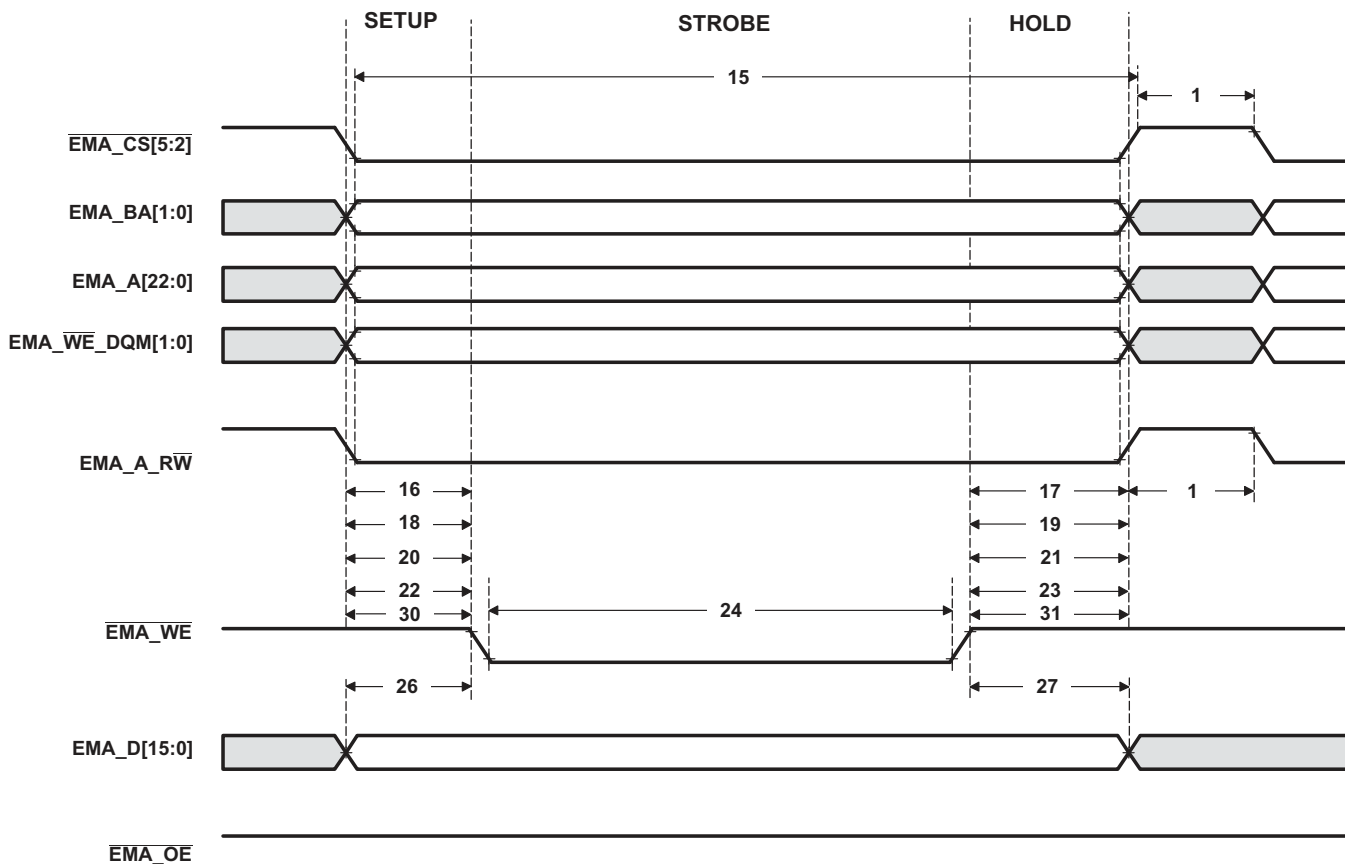 SETUP STROBE HOLD
15
1
EMA_CS[5:2]
EMA_BA[1:0]
EMA_A[22:0]
EMA_WE_DQM[1:0]
EMA_A_RW
16 17 1
18 19
20 21
22 23
24
30 31
EMA_WE
26 27
EMA_D[15:0]
EMA_OE